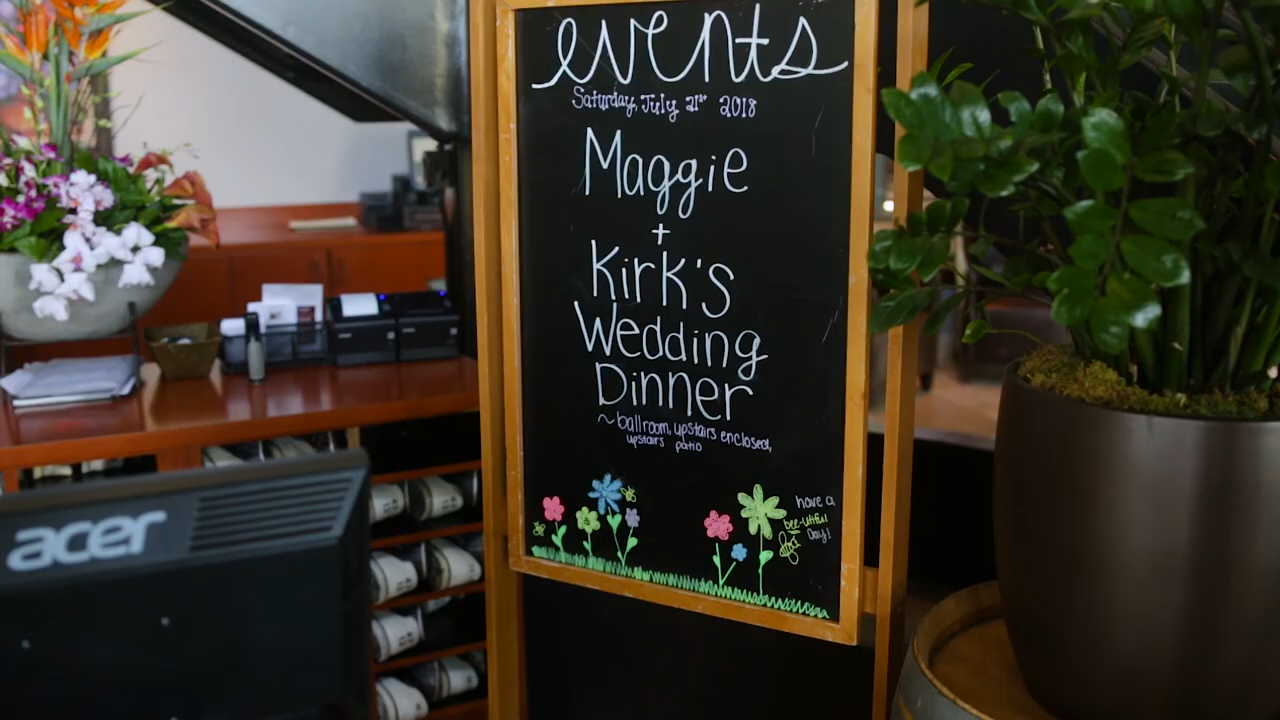 events
Saturday, July 21st 2018
Maggie
+
Kirk's
Wedding
Dinner
~ballroom, upstairs enclosed,
upstairs patio
have a
bee-utiful
Day!
acer